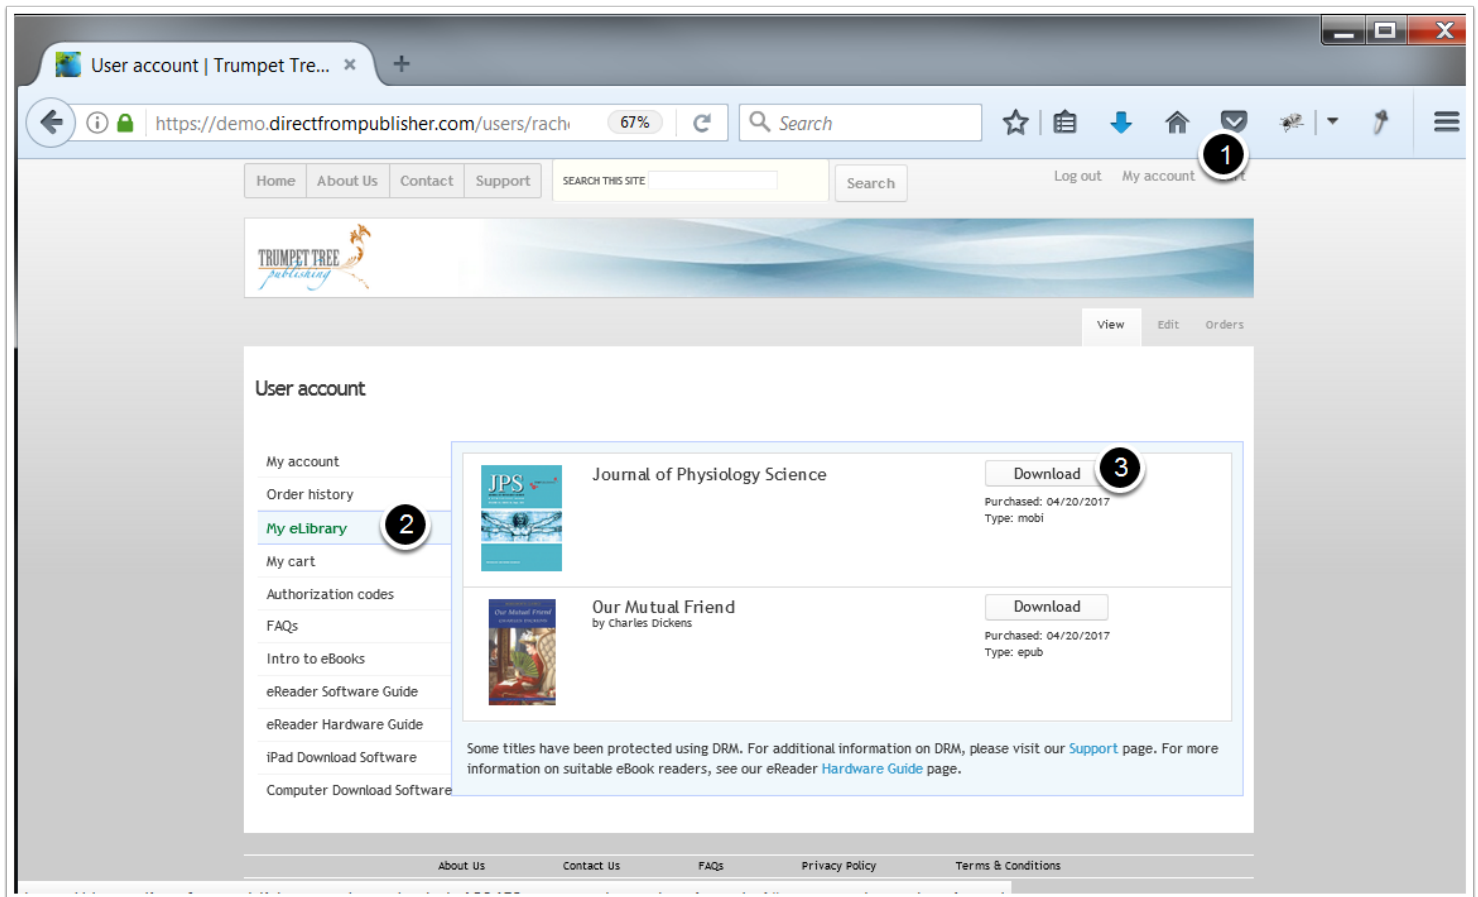 User account | Trumpet Tre...
https://demo.directfrompublisher.com/users/rach
67%
Search
1
Home About Us Contact Support
SEARCH THIS SITE
Search
Log out My account
TRUMPET TREE
publishing
View Edit Orders
User account
My account
Order history
My eLibrary
2
My cart
Authorization codes
FAQs
Intro to eBooks
eReader Software Guide
eReader Hardware Guide
iPad Download Software
Computer Download Software
JPS
Journal of Physiology Science
Download
3
Purchased: 04/20/2017
Type: mobi
Our Mutual Friend
CHARLES DICKENS
Our Mutual Friend
by Charles Dickens
Download
Purchased: 04/20/2017
Type: epub
Some titles have been protected using DRM. For additional information on DRM, please visit our Support page. For more
information on suitable eBook readers, see our eReader Hardware Guide page.
About Us Contact Us FAQs Privacy Policy Terms & Conditions